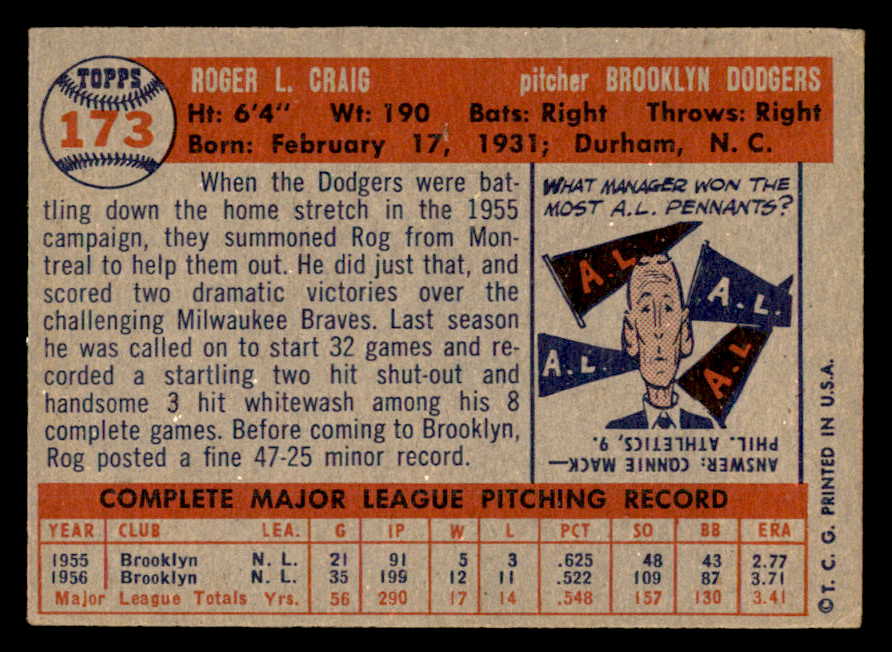 TOPPS
173
ROGER L. CRAIG pitcher BROOKLYN DODGERS
Ht: 6'4" Wt: 190 Bats: Right Throws: Right
Born: February 17, 1931; Durham, N. C.
When the Dodgers were bat-
tling down the home stretch in the 1955
campaign, they summoned Rog from Mon-
treal to help them out. He did just that, and
scored two dramatic victories over the
challenging Milwaukee Braves. Last season
he was called on to start 32 games and re-
corded a startling two hit shut-out and
handsome 3 hit whitewash among his 8
complete games. Before coming to Brooklyn,
Rog posted a fine 47-25 minor record.
WHAT MANAGER WON THE
MOST A.L. PENNANTS?
A.L.
A.L.
A.L.
A.L.
ANSWER: CONNIE MACK—
PHIL. ATHLETICS, 9.
COMPLETE MAJOR LEAGUE PITCHING RECORD
YEAR CLUB LEA. G IP W L PCT SO BB ERA
1955 Brooklyn N. L. 21 91 5 3 .625 48 43 2.77
1956 Brooklyn N. L. 35 199 12 11 .522 109 87 3.71
Major League Totals Yrs. 56 290 17 14 .548 157 130 3.41
©T. C. G. PRINTED IN U.S.A.